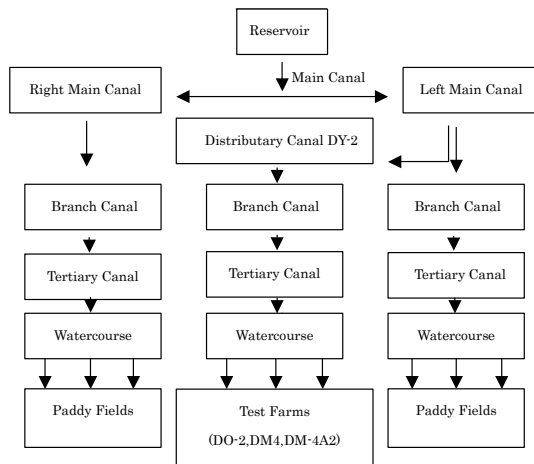 Reservoir
Main Canal
Right Main Canal
Left Main Canal
Distributary Canal DY-2
Branch Canal
Branch Canal
Branch Canal
Tertiary Canal
Tertiary Canal
Tertiary Canal
Watercourse
Watercourse
Watercourse
Paddy Fields
Test Farms
(DO-2,DM4,DM-4A2)
Paddy Fields